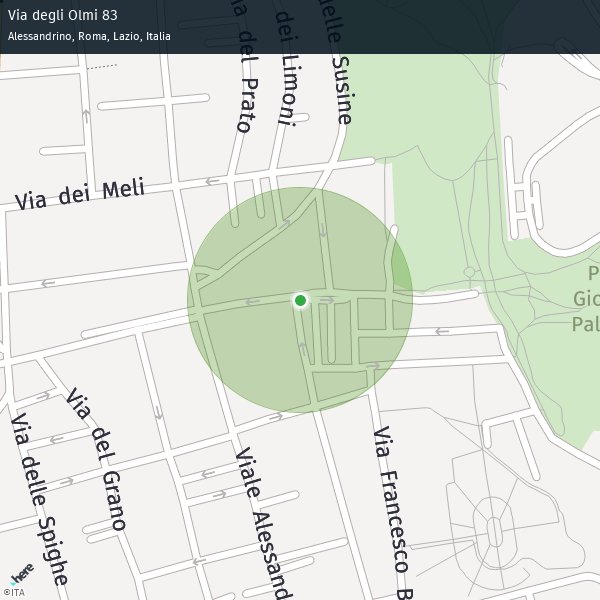 Via degli Olmi 83
Alessandrino, Roma, Lazio, Italia
del Prato
dei Limoni
delle Susine
Via dei Meli
P
Gio
Pal
Via del Grano
Via delle Spighe
Viale Alessand
Via Francesco B
here
©ITA